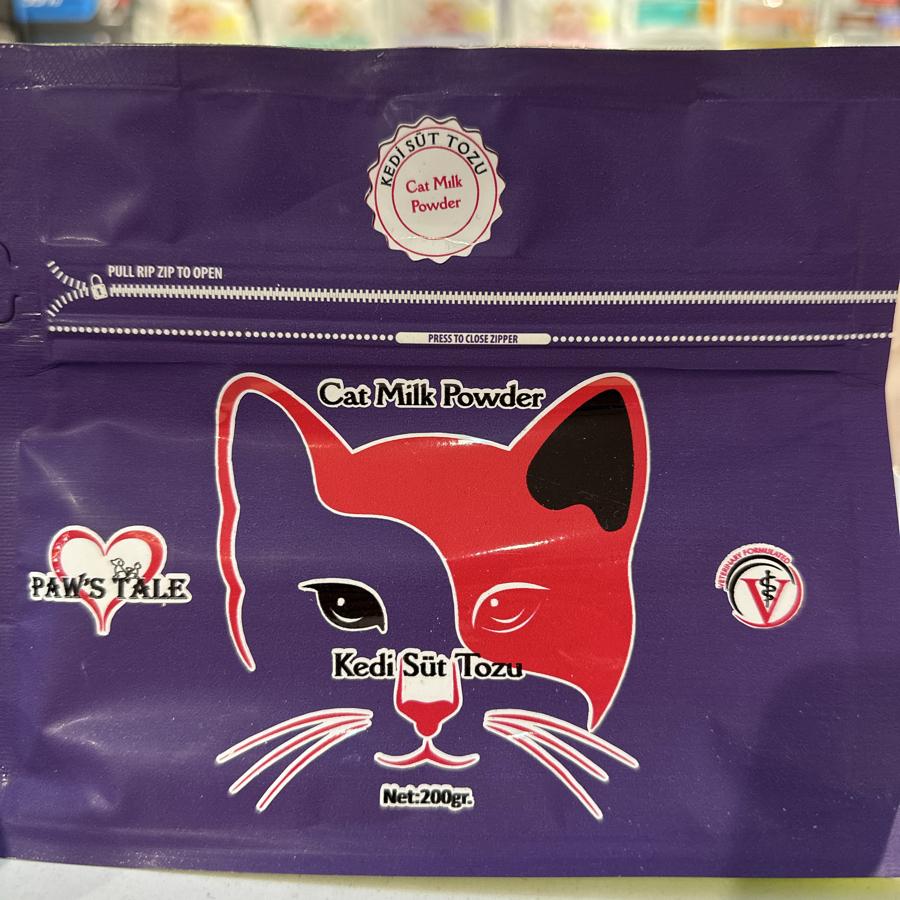 KEDİ SÜT TOZU
Cat Milk
Powder
PULL RIP ZIP TO OPEN
PRESS TO CLOSE ZIPPER
Cat Milk Powder
PAW'S TALE
VETERINARY FORMULATED
V
Kedi Süt Tozu
Net:200gr.